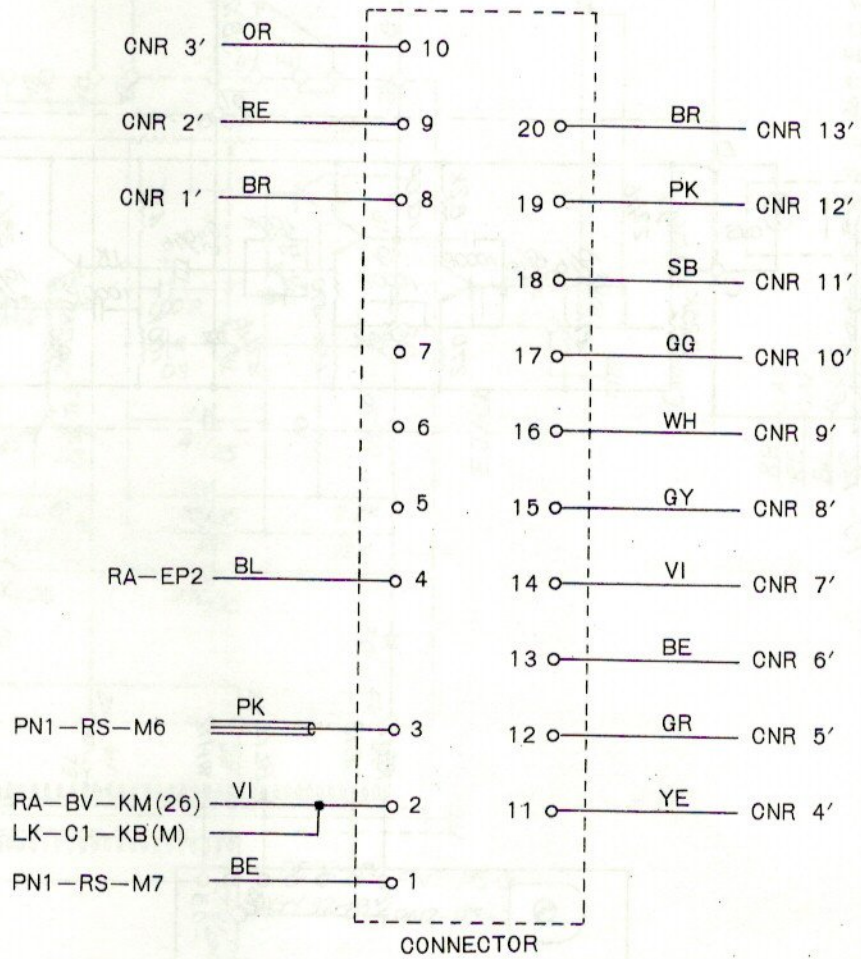 CNR 3′ OR 10
CNR 2′ RE 9
20 BR CNR 13′
CNR 1′ BR 8
19 PK CNR 12′
18 SB CNR 11′
7
17 GG CNR 10′
6
16 WH CNR 9′
5
15 GY CNR 8′
RA−EP2 BL 4
14 VI CNR 7′
13 BE CNR 6′
PN1−RS−M6 PK 3
12 GR CNR 5′
RA−BV−KM(26) VI 2
11 YE CNR 4′
LK−C1−KB(M)
PN1−RS−M7 BE 1
CONNECTOR